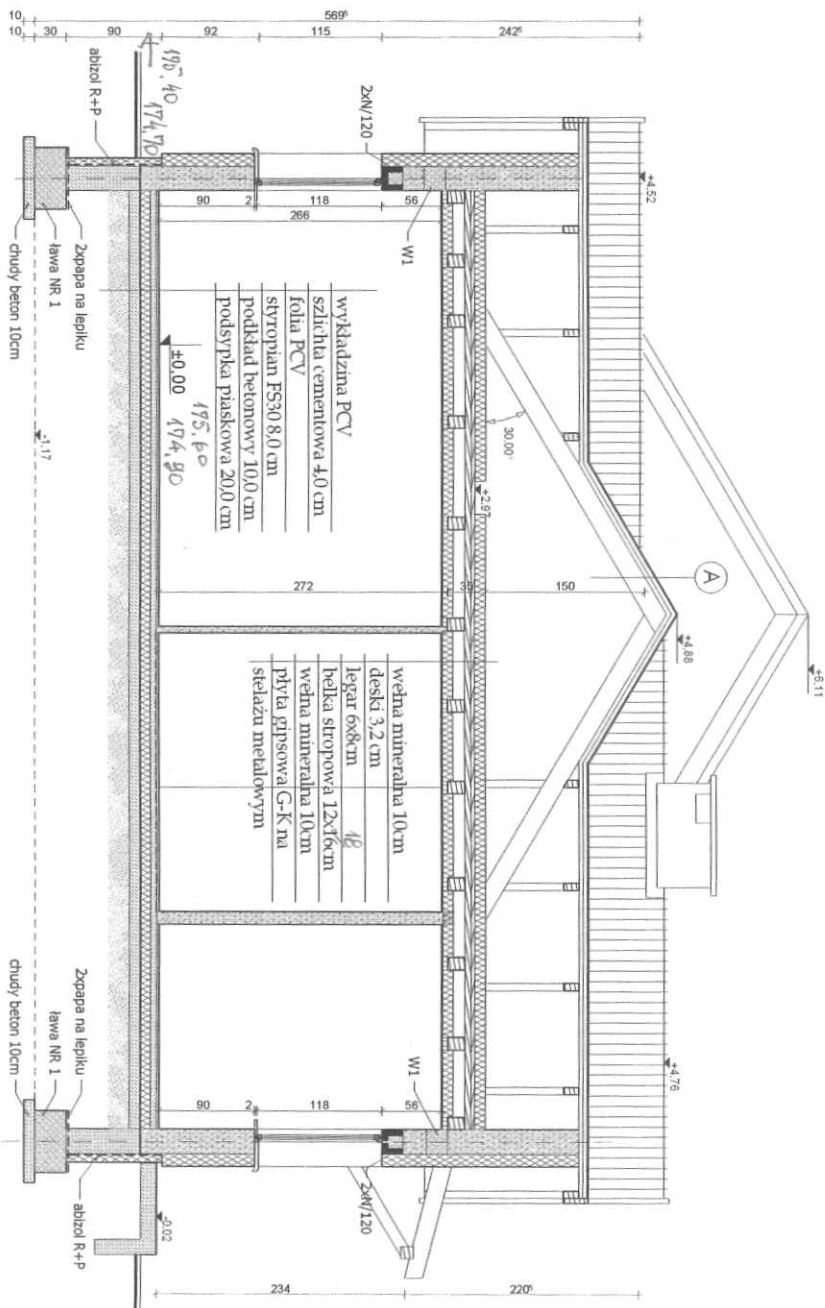 569⁵
10
242⁵
115
92
90
30
10
195,40
174,70
abizol R+P
2xN/120
+4,52
W1
56
118
2
90
266
chudy beton 10cm
ława NR 1
2xpapa na lepiku
-1,17
wykładzina PCV
szlichta cementowa 4,0 cm
folia PCV
styropian FS30 8,0 cm
podkład betonowy 10,0 cm
podsypka piaskowa 20,0 cm
±0,00
195,60
174,90
30.00°
+2,97
272
150
A
+4,88
+6,11
wełna mineralna 10cm
deski 3,2 cm
legar 6x8cm
18
belka stropowa 12x16cm
wełna mineralna 10cm
płyta gipsowa G-K na
stelażu metalowym
+4,76
W1
56
118
2
90
2xpapa na lepiku
ława NR 1
chudy beton 10cm
2xN/120
abizol R+P
-0,02
234
220⁵